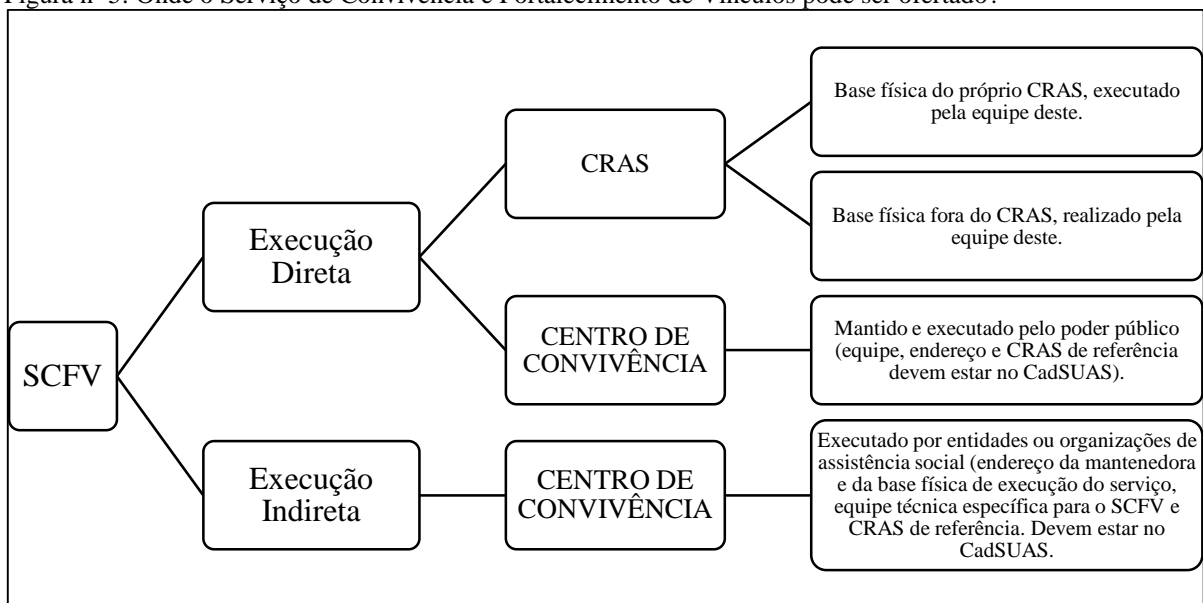 Figura nº 3: Onde o Serviço de Convivência e Fortalecimento de Vínculos pode ser ofertado?
SCFV
Execução
Direta
CRAS
Base física do próprio CRAS, executado
pela equipe deste.
Base física fora do CRAS, realizado pela
equipe deste.
CENTRO DE
CONVIVÊNCIA
Mantido e executado pelo poder público
(equipe, endereço e CRAS de referência
devem estar no CadSUAS).
Execução
Indireta
CENTRO DE
CONVIVÊNCIA
Executado por entidades ou organizações de
assistência social (endereço da mantenedora
e da base física de execução do serviço,
equipe técnica específica para o SCFV e
CRAS de referência. Devem estar no
CadSUAS.